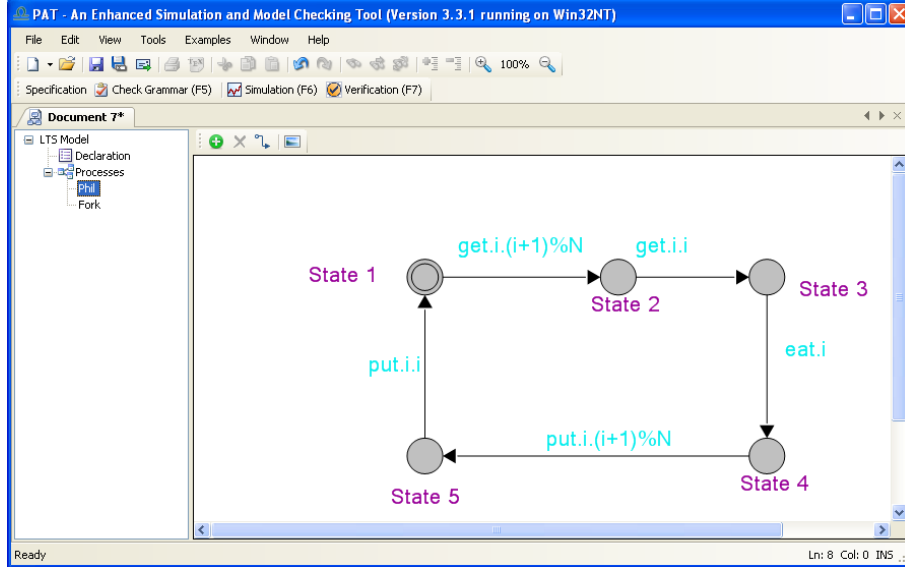 PAT - An Enhanced Simulation and Model Checking Tool (Version 3.3.1 running on Win32NT)
File Edit View Tools Examples Window Help
100%
Specification Check Grammar (F5) Simulation (F6) Verification (F7)
Document 7*
LTS Model
Declaration
Processes
Phil
Fork
get.i.(i+1)%N get.i.i
State 1
State 2
State 3
put.i.i
eat.i
put.i.(i+1)%N
State 4
State 5
Ready Ln: 8 Col: 0 INS